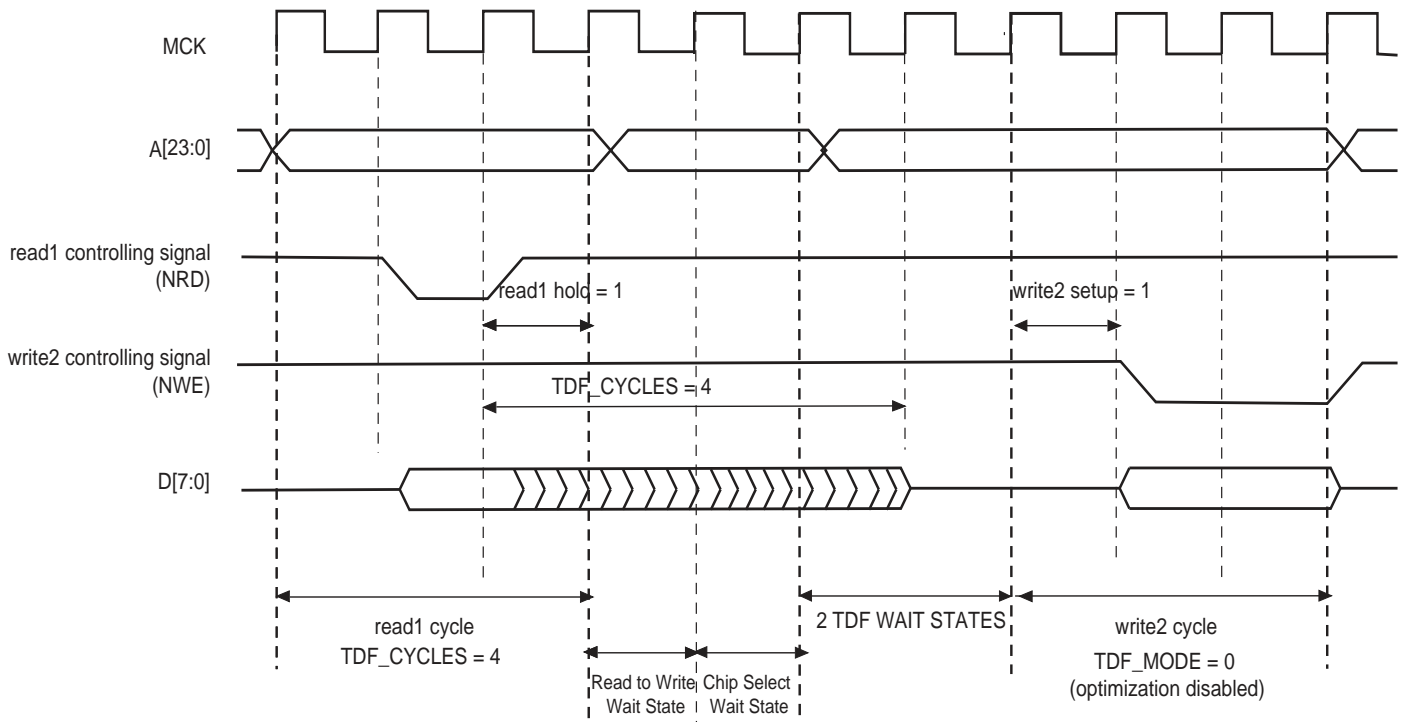 MCK
A[23:0]
read1 controlling signal
(NRD)
read1 hold = 1
write2 setup = 1
write2 controlling signal
(NWE)
TDF_CYCLES = 4
D[7:0]
read1 cycle
TDF_CYCLES = 4
2 TDF WAIT STATES
write2 cycle
TDF_MODE = 0
(optimization disabled)
Read to Write
Wait State
Chip Select
Wait State